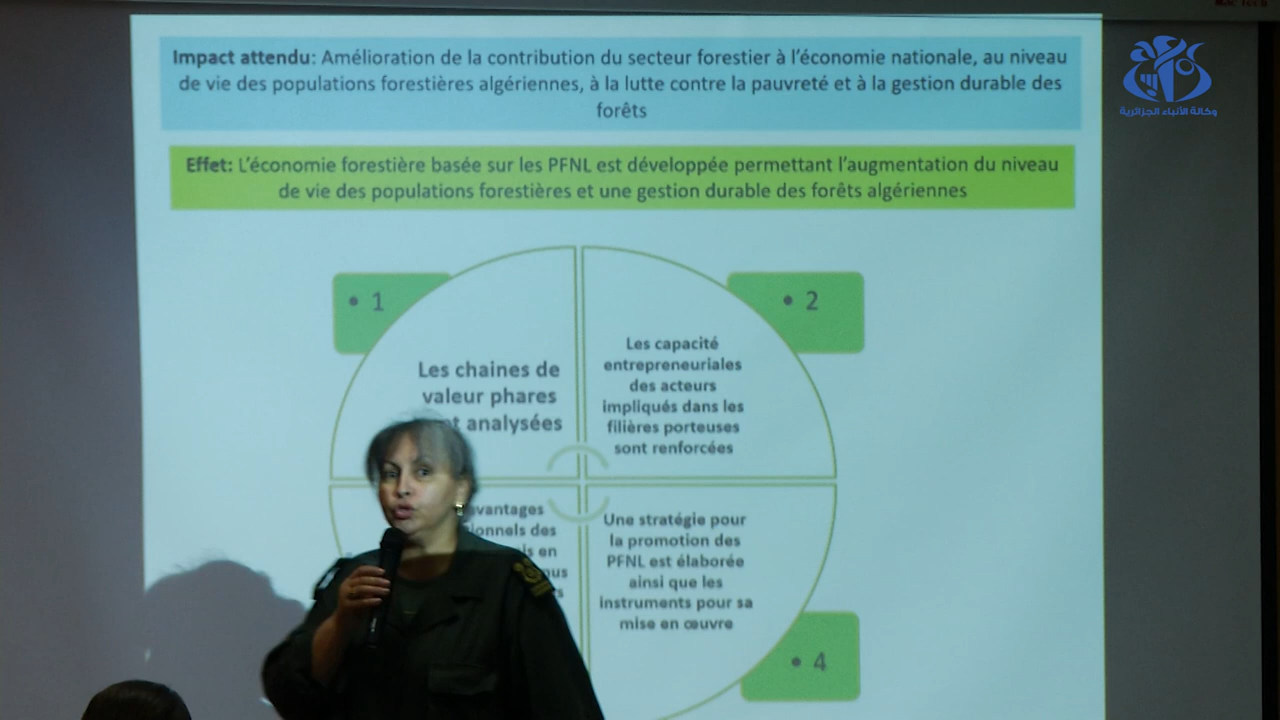 Impact attendu: Amélioration de la contribution du secteur forestier à l'économie nationale, au niveau
de vie des populations forestières algériennes, à la lutte contre la pauvreté et à la gestion durable des
forêts
Effet: L'économie forestière basée sur les PFNL est développée permettant l'augmentation du niveau
de vie des populations forestières et une gestion durable des forêts algériennes
• 1
• 2
Les chaines de
valeur phares
analysées
Les capacité
entrepreneuriales
des acteurs
impliqués dans les
filières porteuses
sont renforcées
avantages
des
en
Une stratégie pour
la promotion des
PFNL est élaborée
ainsi que les
instruments pour sa
mise en œuvre
• 4
وكالة الأنباء الجزائرية